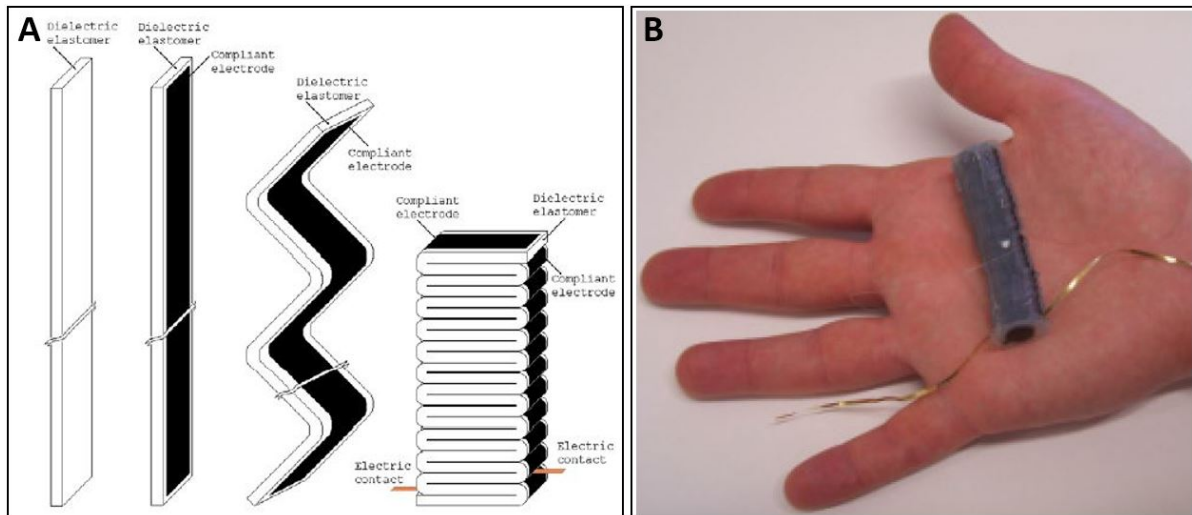 A
Dielectric
elastomer
Dielectric
elastomer
Compliant
electrode
Dielectric
elastomer
Compliant
electrode
Compliant
electrode
Dielectric
elastomer
Compliant
electrode
Electric
contact
Electric
contact
B